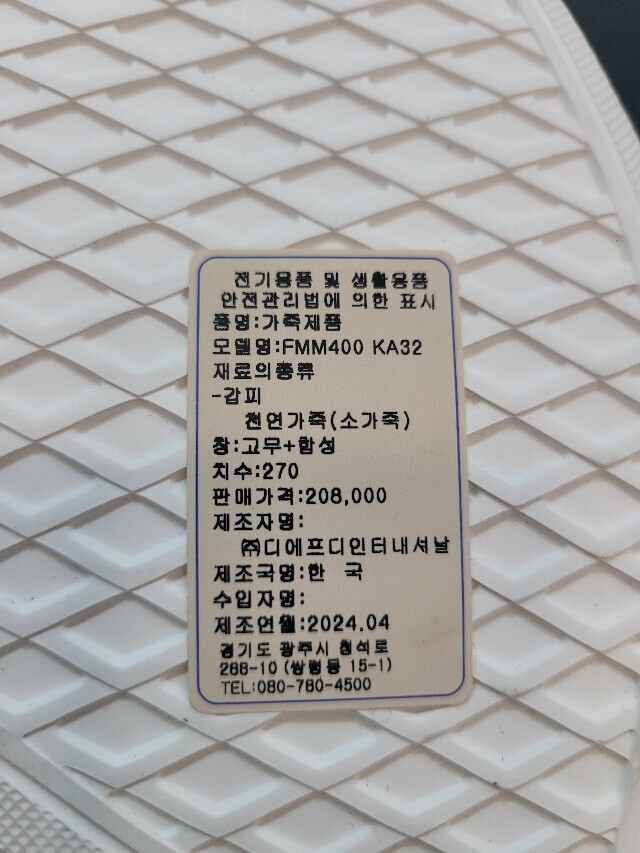 전기용품 및 생활용품
안전관리법에 의한 표시
품명:가죽제품
모델명:FMM400 KA32
재료의종류
-갑피
천연가죽(소가죽)
창:고무+합성
치수:270
판매가격:208,000
제조자명:
㈜디에프디인터내셔날
제조국명:한 국
수입자명:
제조연월:2024.04
경기도 광주시 청석로
288-10 (쌍령동 15-1)
TEL:080-780-4500